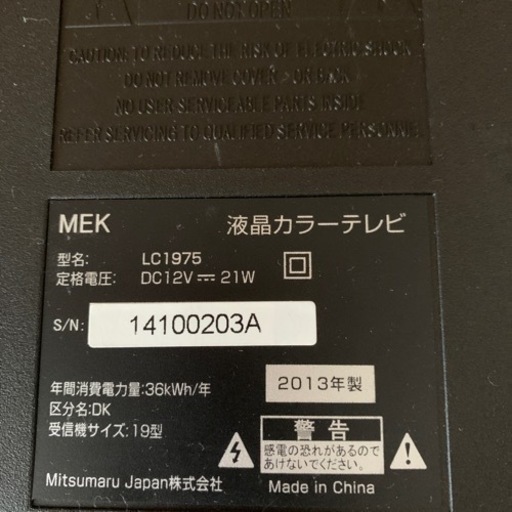 DO NOT OPEN
CAUTION: TO REDUCE THE RISK OF ELECTRIC SHOCK
DO NOT REMOVE COVER OR BACK
NO USER SERVICEABLE PARTS INSIDE
REFER SERVICING TO QUALIFIED SERVICE PERSONNEL
MEK 液晶カラーテレビ
型名: LC1975
定格電圧: DC12V 21W
S/N: 14100203A
年間消費電力量:36kWh/年
2013年製
区分名:DK
受信機サイズ:19型
警告
感電の恐れがあるので
あけないでください。
Mitsumaru Japan株式会社 Made in China